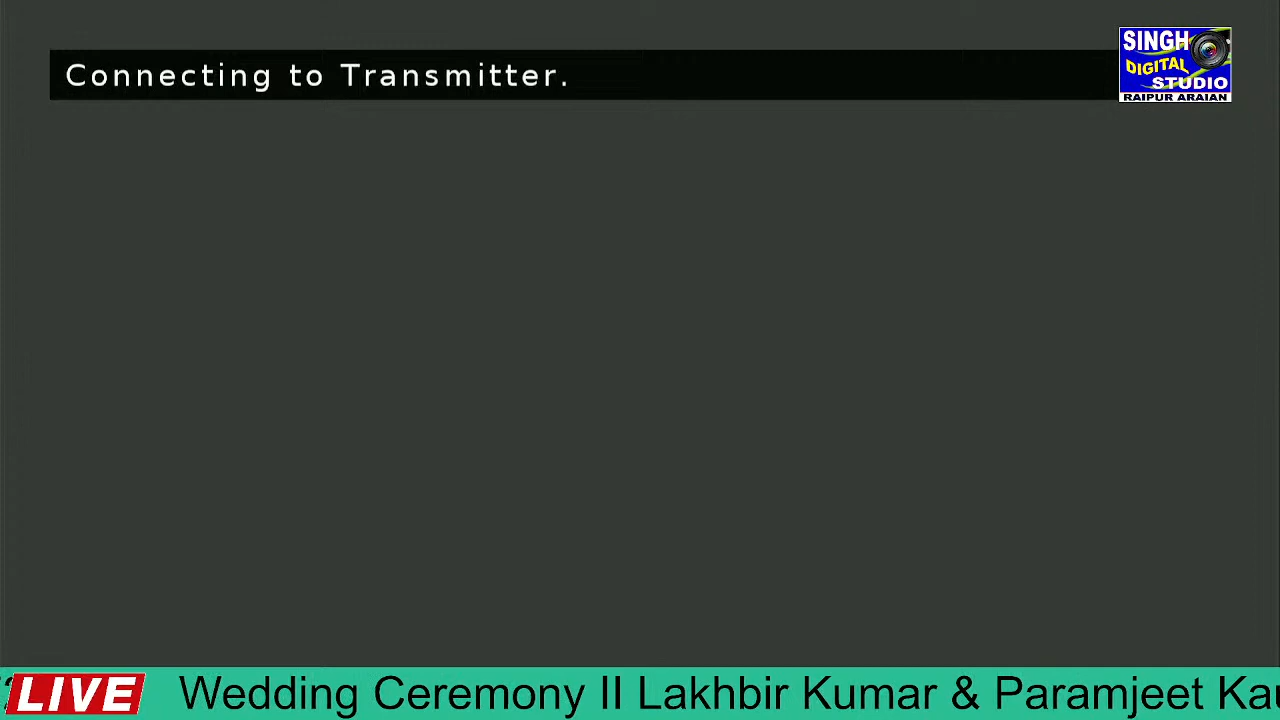 Connecting to Transmitter.
SINGH
DIGITAL
STUDIO
RAIPUR ARAIAN
LIVE
Wedding Ceremony II Lakhbir Kumar & Paramjeet